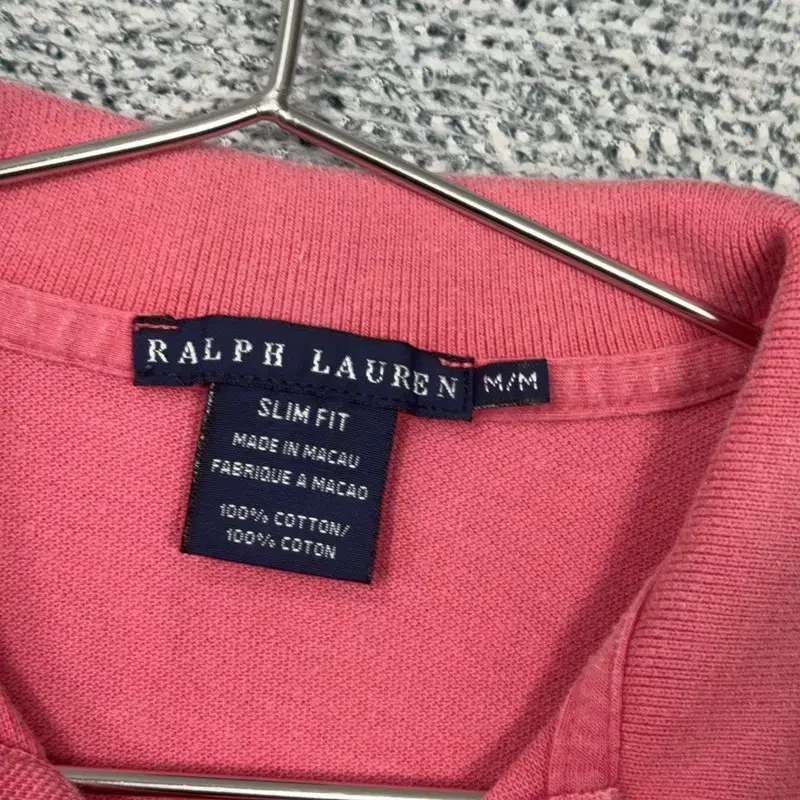 RALPH LAUREN
M/M
SLIM FIT
MADE IN MACAU
FABRIQUE A MACAO
100% COTTON/
100% COTON